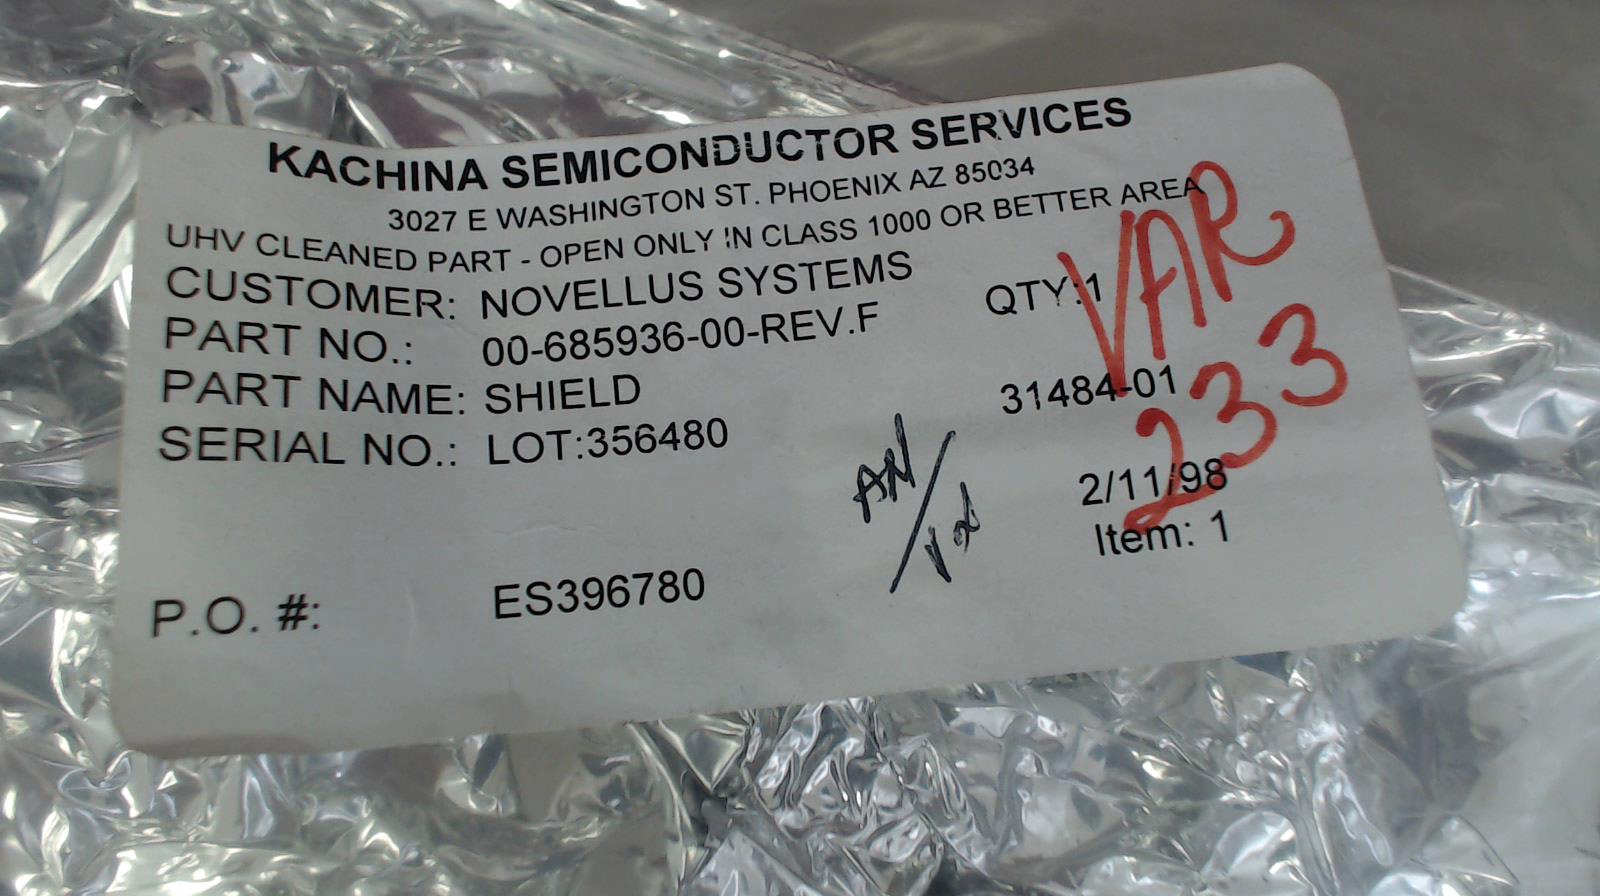 KACHINA SEMICONDUCTOR SERVICES
3027 E WASHINGTON ST. PHOENIX AZ 85034
UHV CLEANED PART - OPEN ONLY IN CLASS 1000 OR BETTER AREA
CUSTOMER: NOVELLUS SYSTEMS QTY:1
PART NO.: 00-685936-00-REV.F
PART NAME: SHIELD 31484-01
SERIAL NO.: LOT:356480
2/11/98
Item: 1
P.O. #: ES396780
VAR
233
AN/